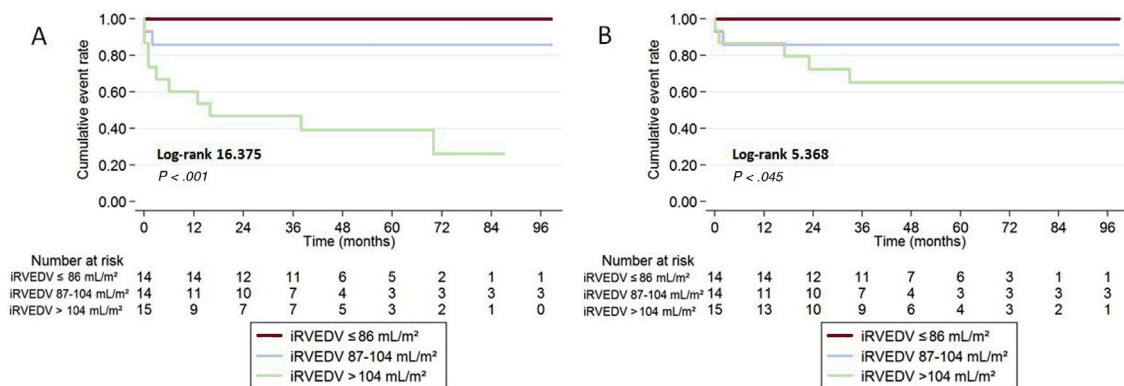 A
Cumulative event rate
1.00
0.80
0.60
0.40
0.20
0.00
Log-rank 16.375
P < .001
0 12 24 36 48 60 72 84 96
Time (months)
Number at risk
iRVEDV ≤ 86 mL/m² 14 14 12 11 6 5 2 1 1
iRVEDV 87-104 mL/m² 14 11 10 7 4 3 3 3 3
iRVEDV > 104 mL/m² 15 9 7 7 5 3 2 1 0
iRVEDV ≤ 86 mL/m²
iRVEDV 87-104 mL/m²
iRVEDV >104 mL/m²
B
Cumulative event rate
1.00
0.80
0.60
0.40
0.20
0.00
Log-rank 5.368
P < .045
0 12 24 36 48 60 72 84 96
Time (months)
Number at risk
iRVEDV ≤ 86 mL/m² 14 14 12 11 7 6 3 1 1
iRVEDV 87-104 mL/m² 14 11 10 7 4 3 3 3 3
iRVEDV > 104 mL/m² 15 13 10 9 6 4 3 2 1
iRVEDV ≤ 86 mL/m²
iRVEDV 87-104 mL/m²
iRVEDV >104 mL/m²